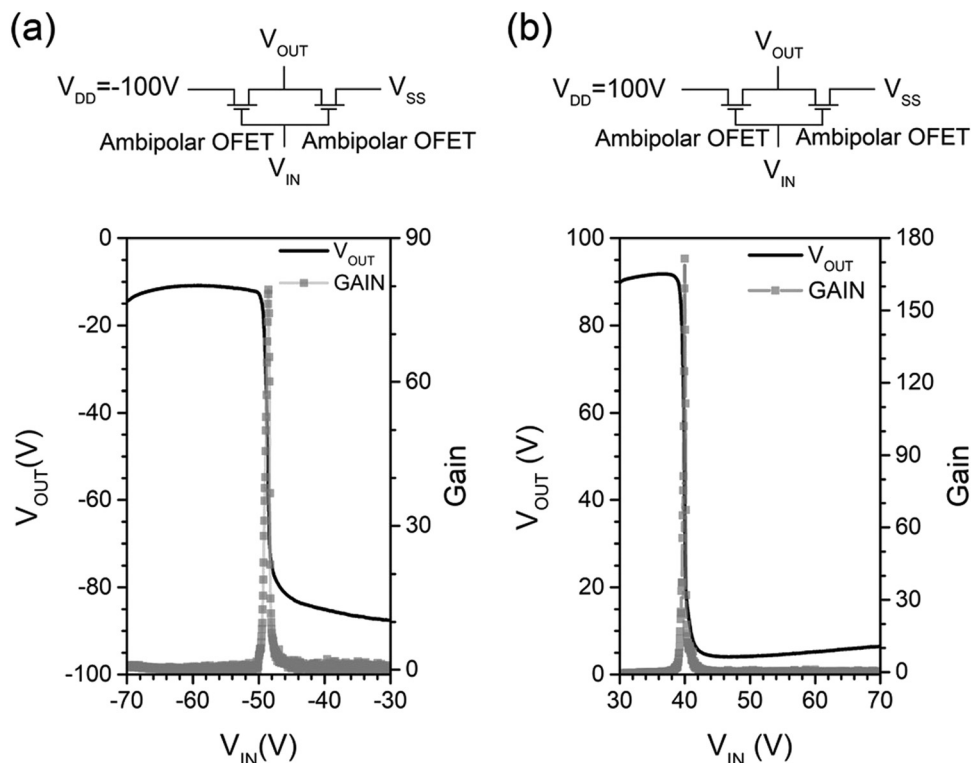 (a)
V_OUT
V_DD=-100V
V_SS
Ambipolar OFET
Ambipolar OFET
V_IN
0
-20
-40
-60
-80
-100
V_OUT(V)
90
60
30
0
Gain
V_OUT
GAIN
-70
-60
-50
-40
-30
V_IN(V)
(b)
V_OUT
V_DD=100V
V_SS
Ambipolar OFET
Ambipolar OFET
V_IN
100
80
60
40
20
0
V_OUT (V)
180
150
120
90
60
30
0
Gain
V_OUT
GAIN
30
40
50
60
70
V_IN (V)